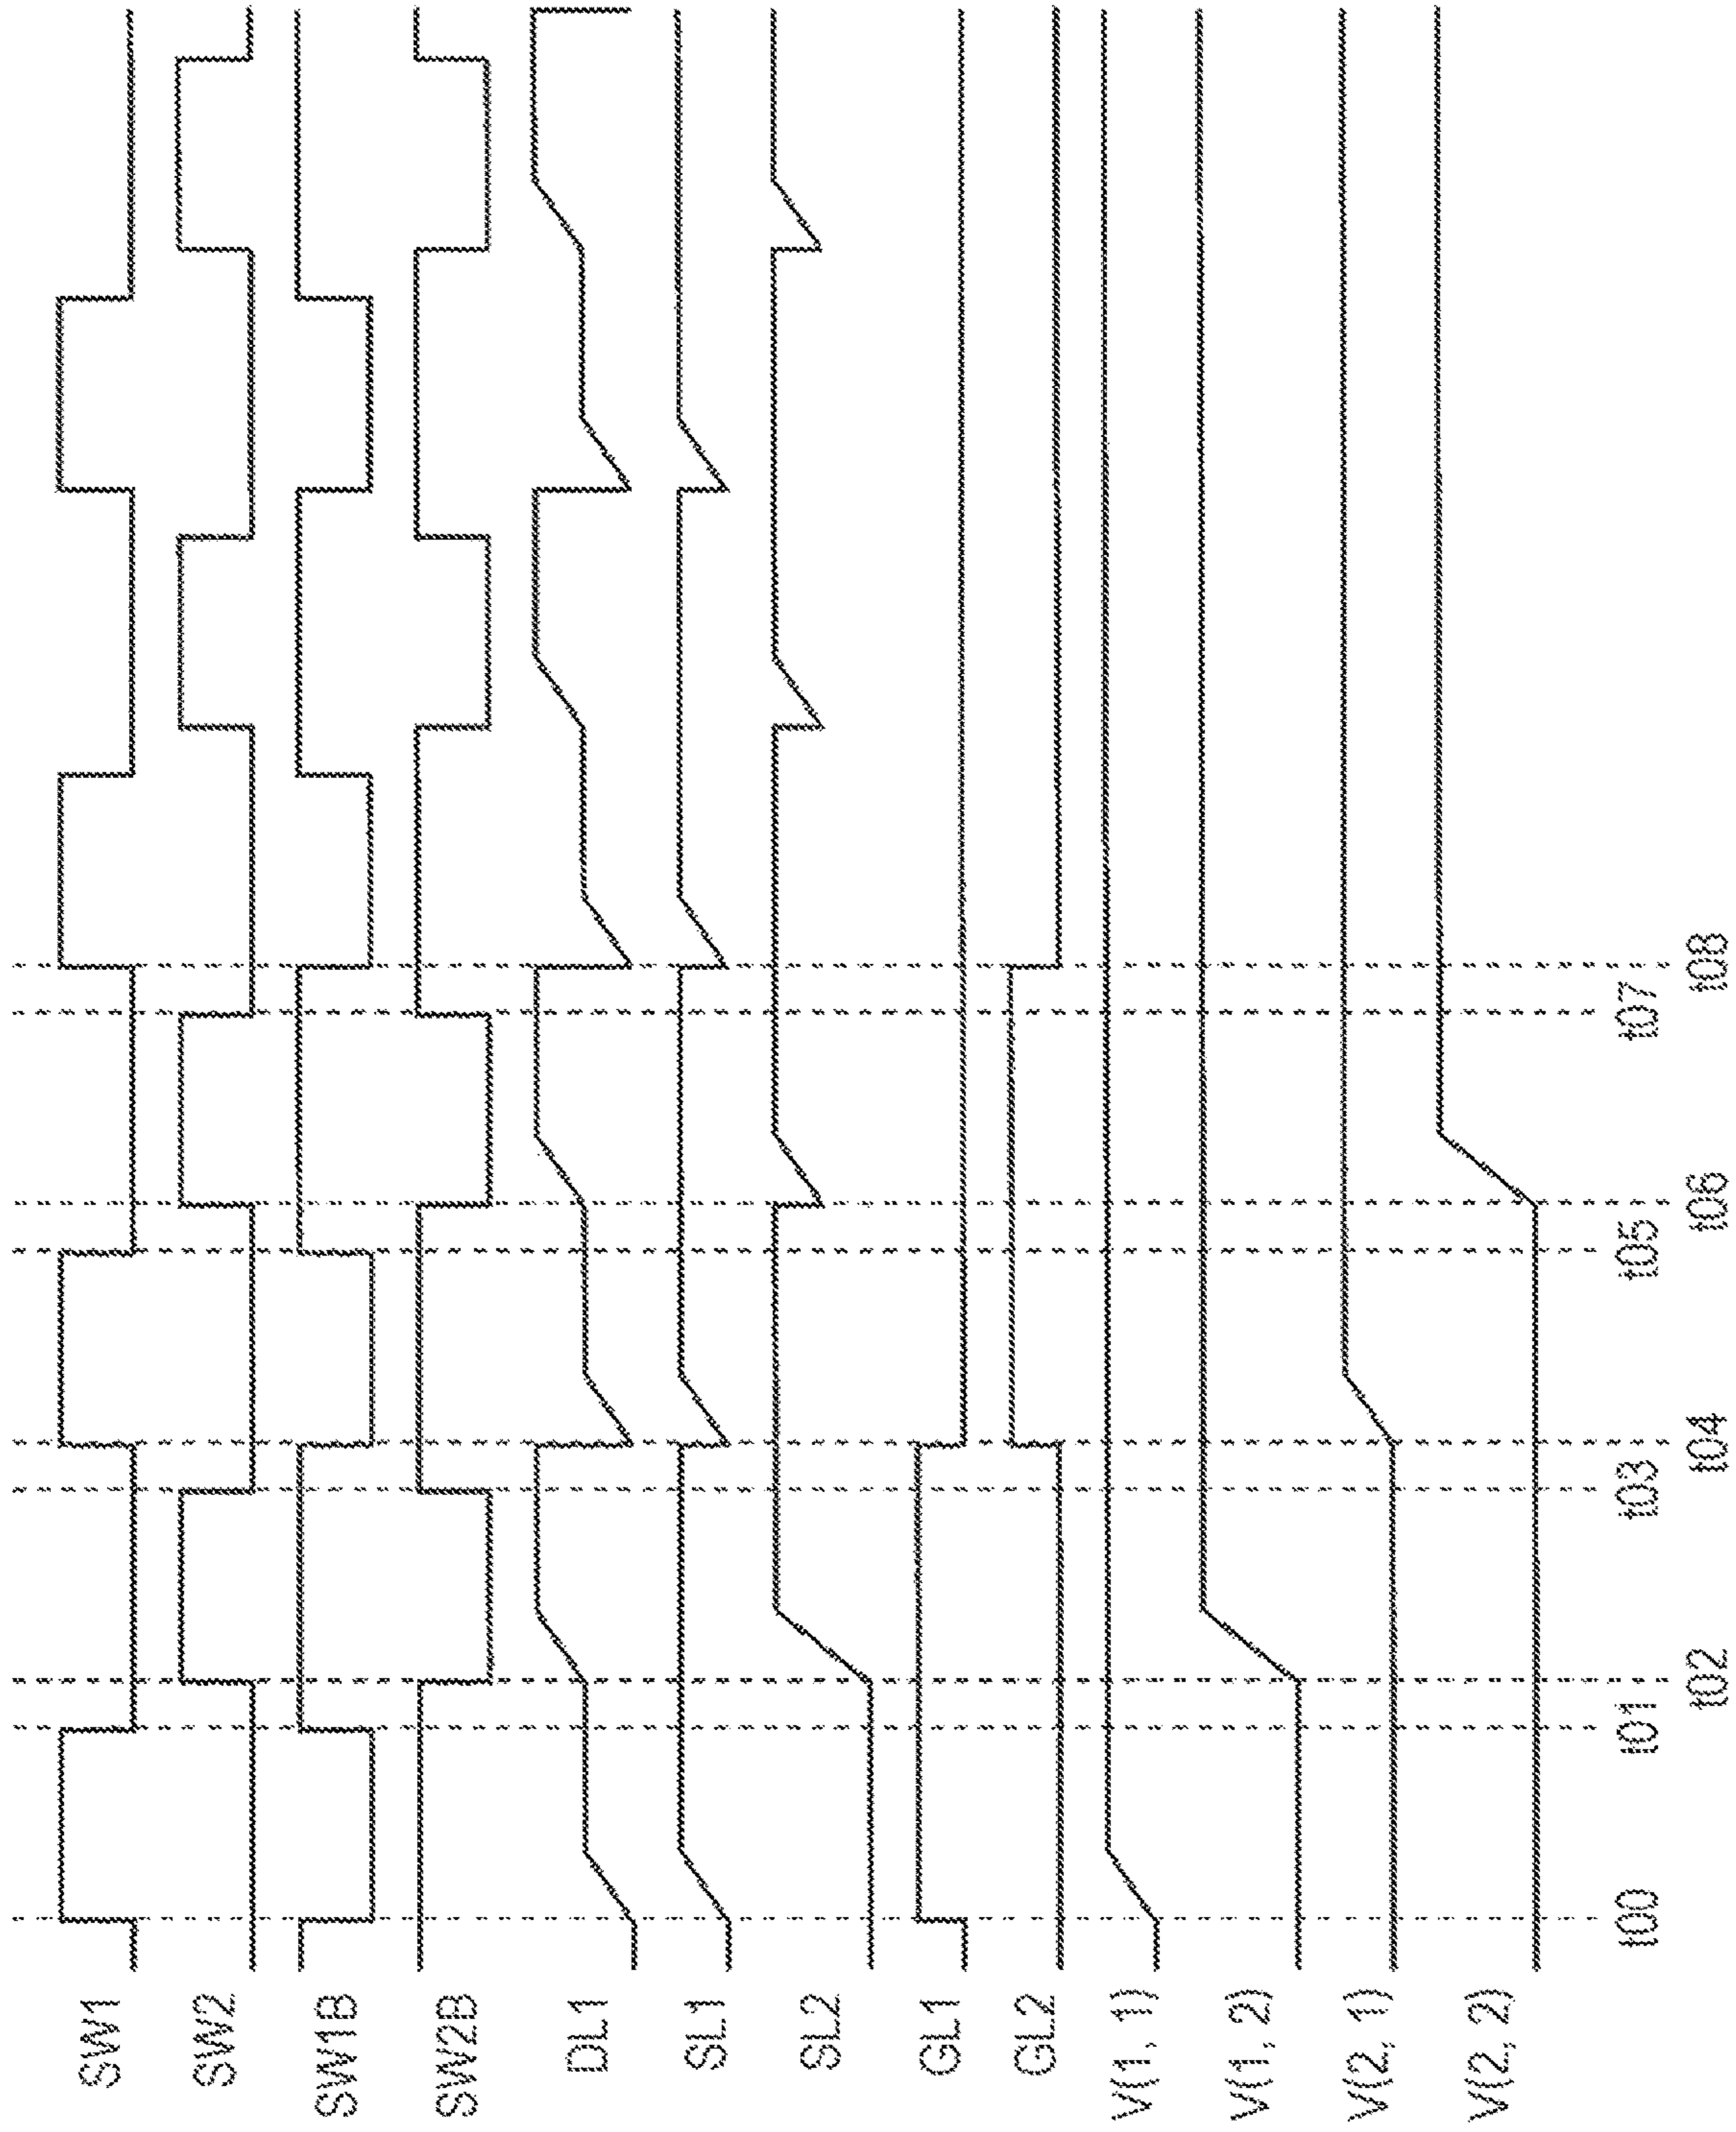 SW1
SW2
SW1B
SW2B
DL1
SL1
SL2
GL1
GL2
V(1, 1)
V(1, 2)
V(2, 1)
V(2, 2)
t00
t01
t02
t03
t04
t05
t06
t07
t08